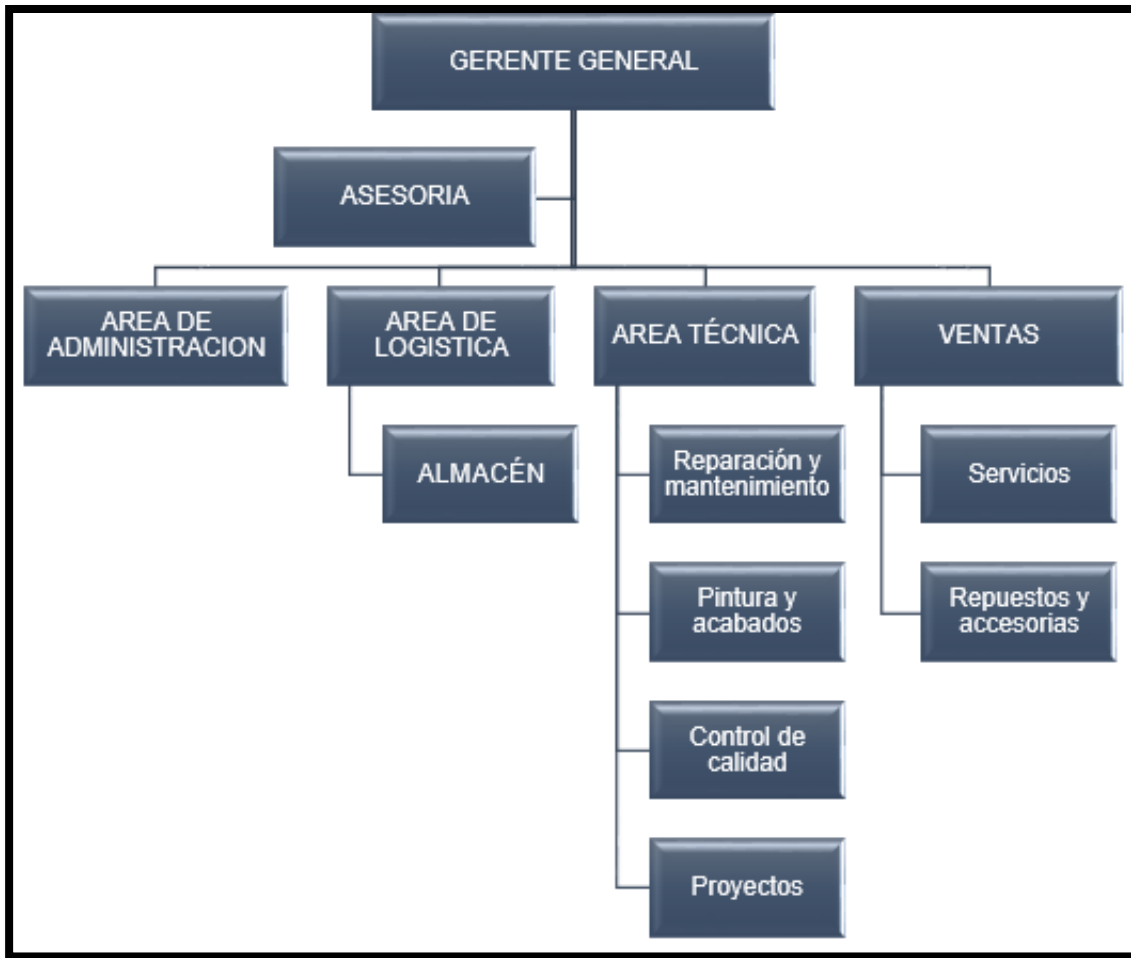 GERENTE GENERAL
ASESORIA
AREA DE
ADMINISTRACION
AREA DE
LOGISTICA
AREA TÉCNICA
VENTAS
ALMACÉN
Reparación y
mantenimiento
Servicios
Pintura y
acabados
Repuestos y
accesorias
Control de
calidad
Proyectos